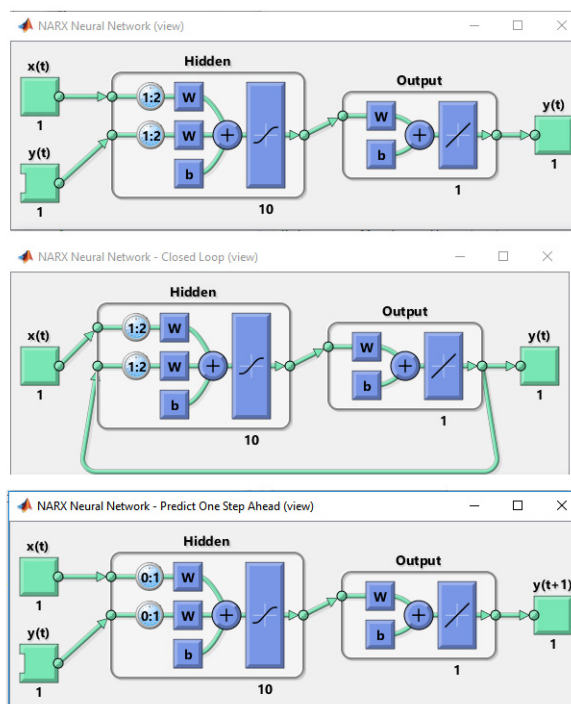 NARX Neural Network (view)
Hidden
x(t)
Output
1:2
W
y(t)
1
W
y(t)
1:2
W
b
1
b
1
1
10
NARX Neural Network - Closed Loop (view)
Hidden
Output
x(t)
1:2
W
y(t)
W
1:2
W
1
b
1
b
1
10
NARX Neural Network - Predict One Step Ahead (view)
x(t)
Hidden
Output
0:1
W
y(t+1)
1
W
y(t)
0:1
W
b
1
b
1
1
10